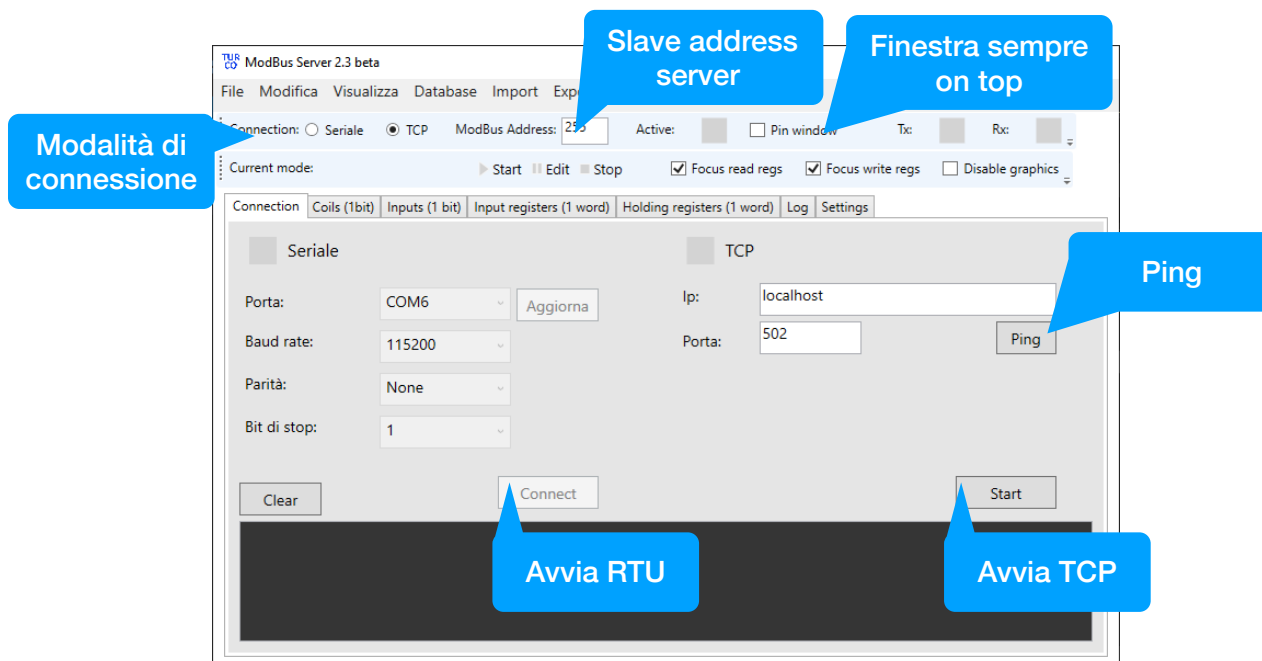 Slave address
server
Finestra sempre
on top
TUR
CO
ModBus Server 2.3 beta
File Modifica Visualizza Database Import
Modalità di
connessione
Connection: Seriale TCP ModBus Address: Active: Pin window Tx: Rx:
Current mode: Start Edit Stop Focus read regs Focus write regs Disable graphics
Connection Coils (1bit) Inputs (1 bit) Input registers (1 word) Holding registers (1 word) Log Settings
Seriale TCP
Ping
Porta: COM6 Aggiorna Ip: localhost
Baud rate: 115200 Porta: 502 Ping
Parità: None
Bit di stop: 1
Clear Connect Start
Avvia RTU Avvia TCP